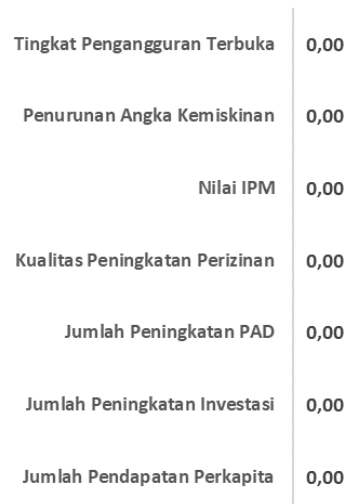 Tingkat Pengangguran Terbuka 0,00
Penurunan Angka Kemiskinan 0,00
Nilai IPM 0,00
Kualitas Peningkatan Perizinan 0,00
Jumlah Peningkatan PAD 0,00
Jumlah Peningkatan Investasi 0,00
Jumlah Pendapatan Perkapita 0,00